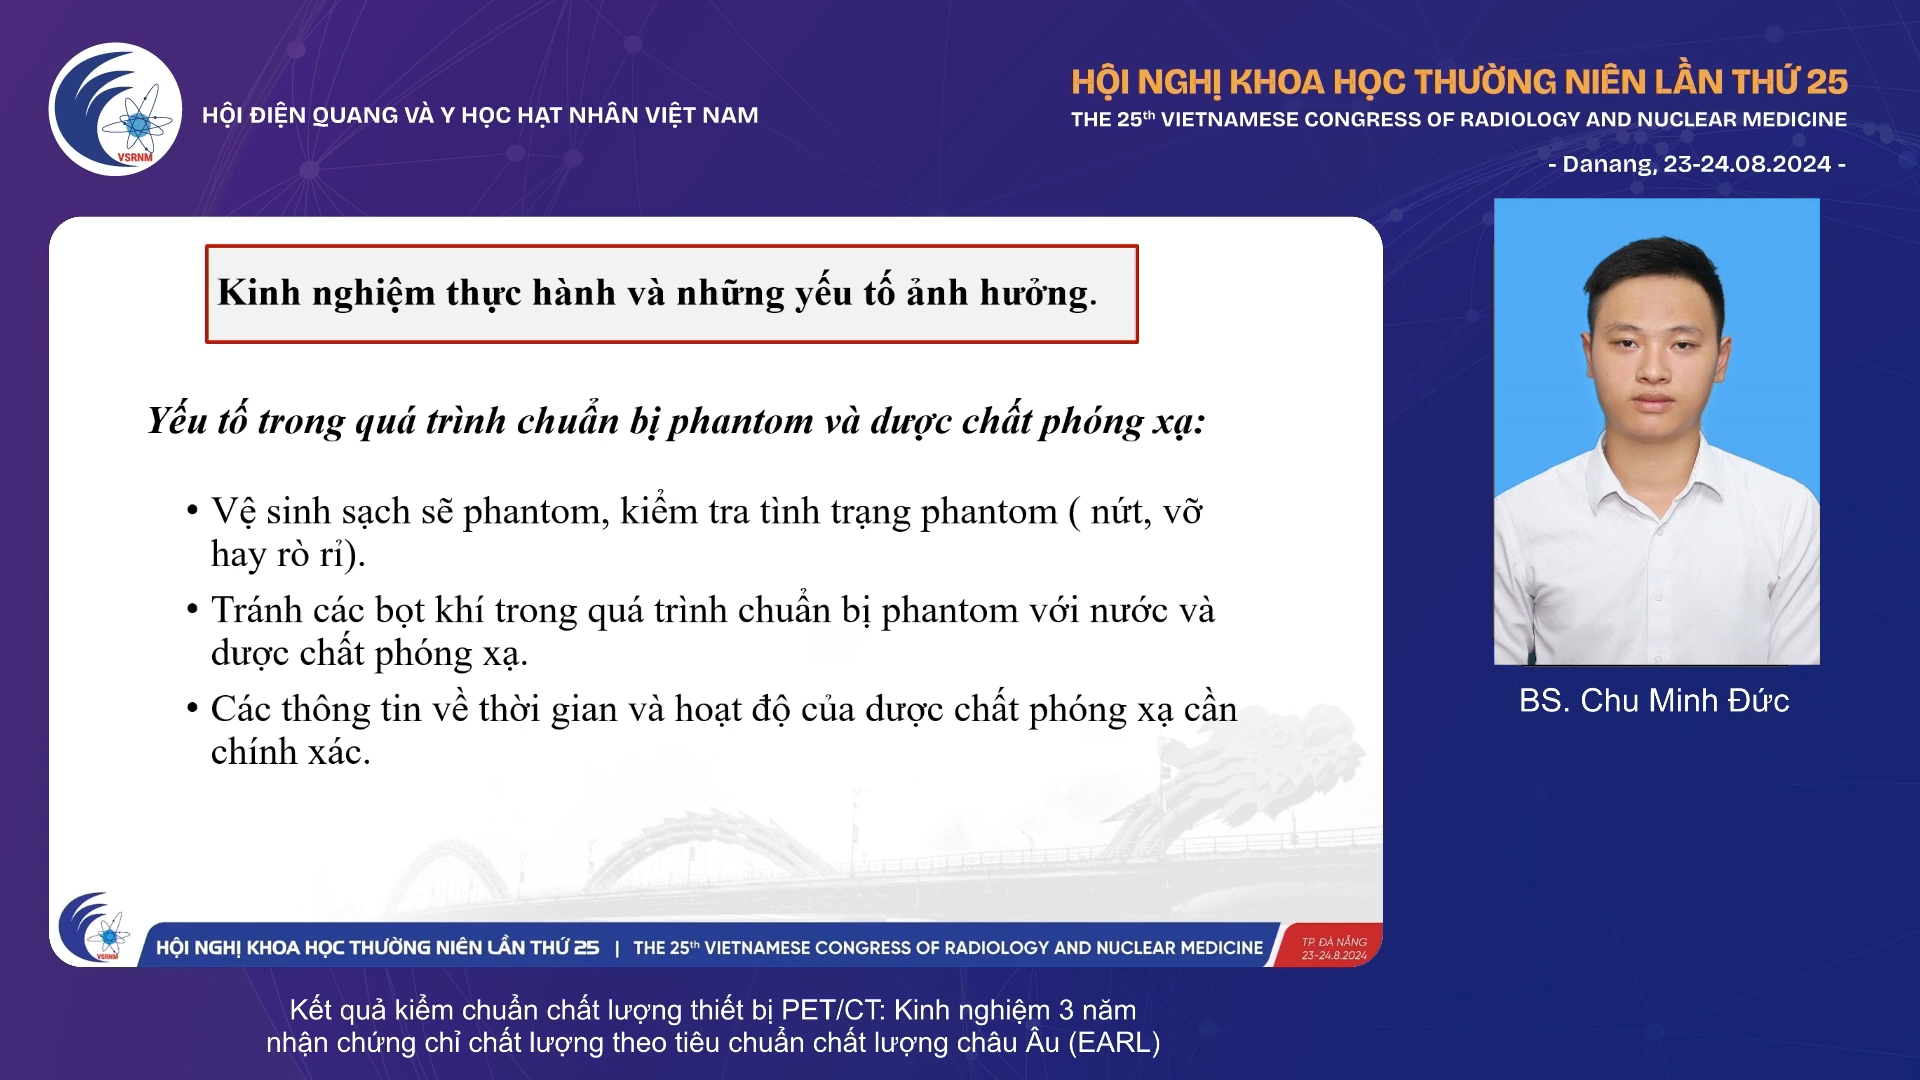 VSRNM
HỘI ĐIỆN QUANG VÀ Y HỌC HẠT NHÂN VIỆT NAM
HỘI NGHỊ KHOA HỌC THƯỜNG NIÊN LẦN THỨ 25
THE 25th VIETNAMESE CONGRESS OF RADIOLOGY AND NUCLEAR MEDICINE
- Danang, 23-24.08.2024 -
Kinh nghiệm thực hành và những yếu tố ảnh hưởng.
Yếu tố trong quá trình chuẩn bị phantom và dược chất phóng xạ:
• Vệ sinh sạch sẽ phantom, kiểm tra tình trạng phantom ( nứt, vỡ
hay rò rỉ).
• Tránh các bọt khí trong quá trình chuẩn bị phantom với nước và
dược chất phóng xạ.
• Các thông tin về thời gian và hoạt độ của dược chất phóng xạ cần
chính xác.
BS. Chu Minh Đức
VSRNM
HỘI NGHỊ KHOA HỌC THƯỜNG NIÊN LẦN THỨ 25 | THE 25th VIETNAMESE CONGRESS OF RADIOLOGY AND NUCLEAR MEDICINE
TP. ĐÀ NẴNG
23-24.8.2024
Kết quả kiểm chuẩn chất lượng thiết bị PET/CT: Kinh nghiệm 3 năm
nhận chứng chỉ chất lượng theo tiêu chuẩn chất lượng châu Âu (EARL)